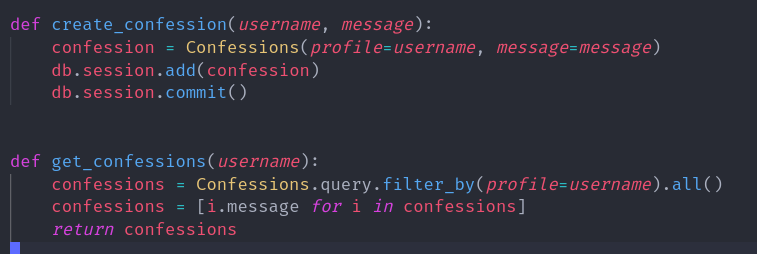 def create_confession(username, message):
    confession = Confessions(profile=username, message=message)
    db.session.add(confession)
    db.session.commit()
def get_confessions(username):
    confessions = Confessions.query.filter_by(profile=username).all()
    confessions = [i.message for i in confessions]
    return confessions